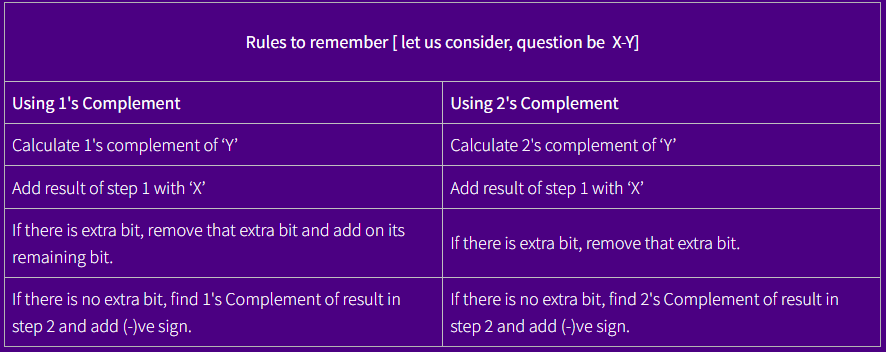 Rules to remember [ let us consider, question be X-Y]
Using 1's Complement
Using 2's Complement
Calculate 1's complement of ‘Y’
Calculate 2's complement of ‘Y’
Add result of step 1 with ‘X’
Add result of step 1 with ‘X’
If there is extra bit, remove that extra bit and add on its
remaining bit.
If there is extra bit, remove that extra bit.
If there is no extra bit, find 1's Complement of result in
step 2 and add (-)ve sign.
If there is no extra bit, find 2's Complement of result in
step 2 and add (-)ve sign.